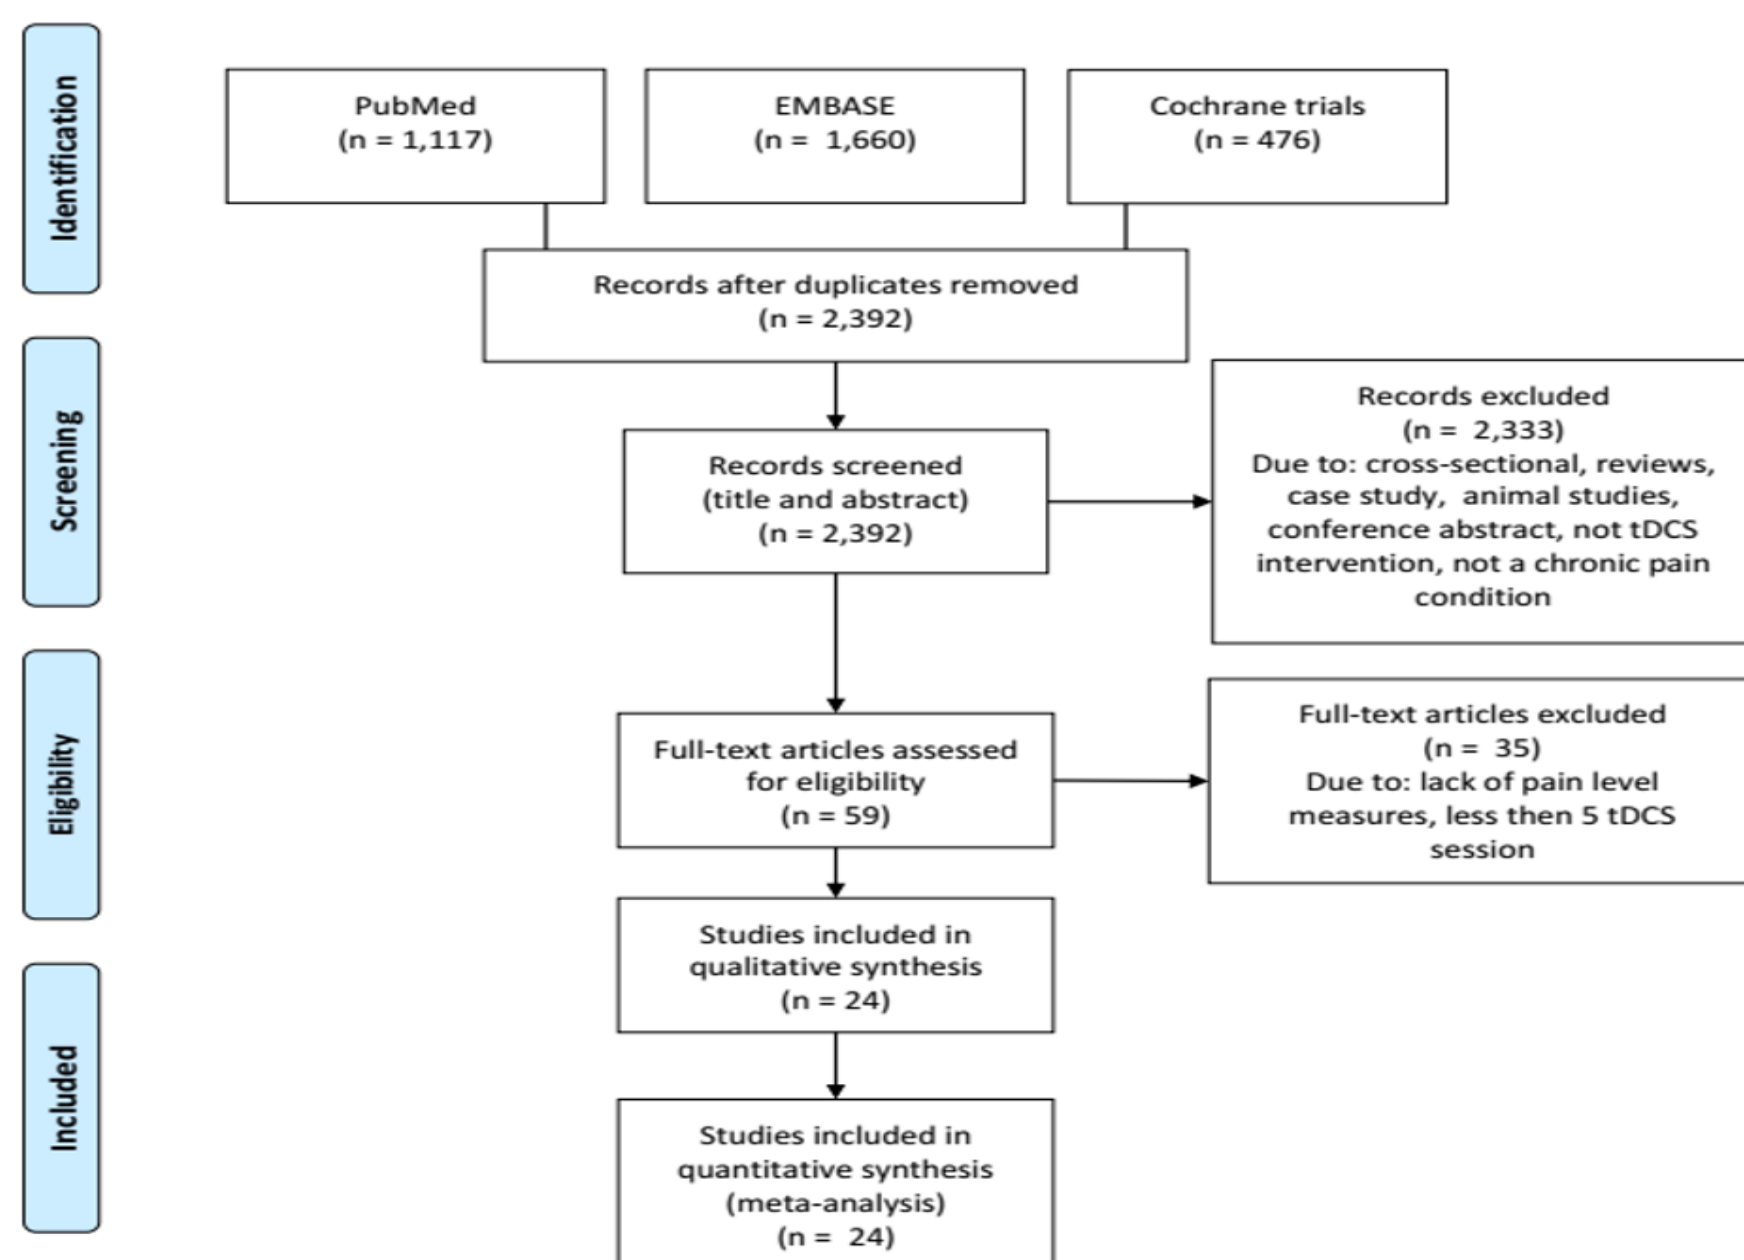 Identification
PubMed
(n = 1,117)
EMBASE
(n =  1,660)
Cochrane trials
(n = 476)
Records after duplicates removed
(n = 2,392)
Screening
Records screened
(title and abstract)
(n = 2,392)
Records excluded
(n =  2,333)
Due to: cross-sectional, reviews,
case study,  animal studies,
conference abstract, not tDCS
intervention, not a chronic pain
condition
Eligibility
Full-text articles assessed
for eligibility
(n = 59)
Full-text articles excluded
(n =  35)
Due to: lack of pain level
measures, less then 5 tDCS
session
Included
Studies included in
qualitative synthesis
(n = 24)
Studies included in
quantitative synthesis
(meta-analysis)
(n =  24)